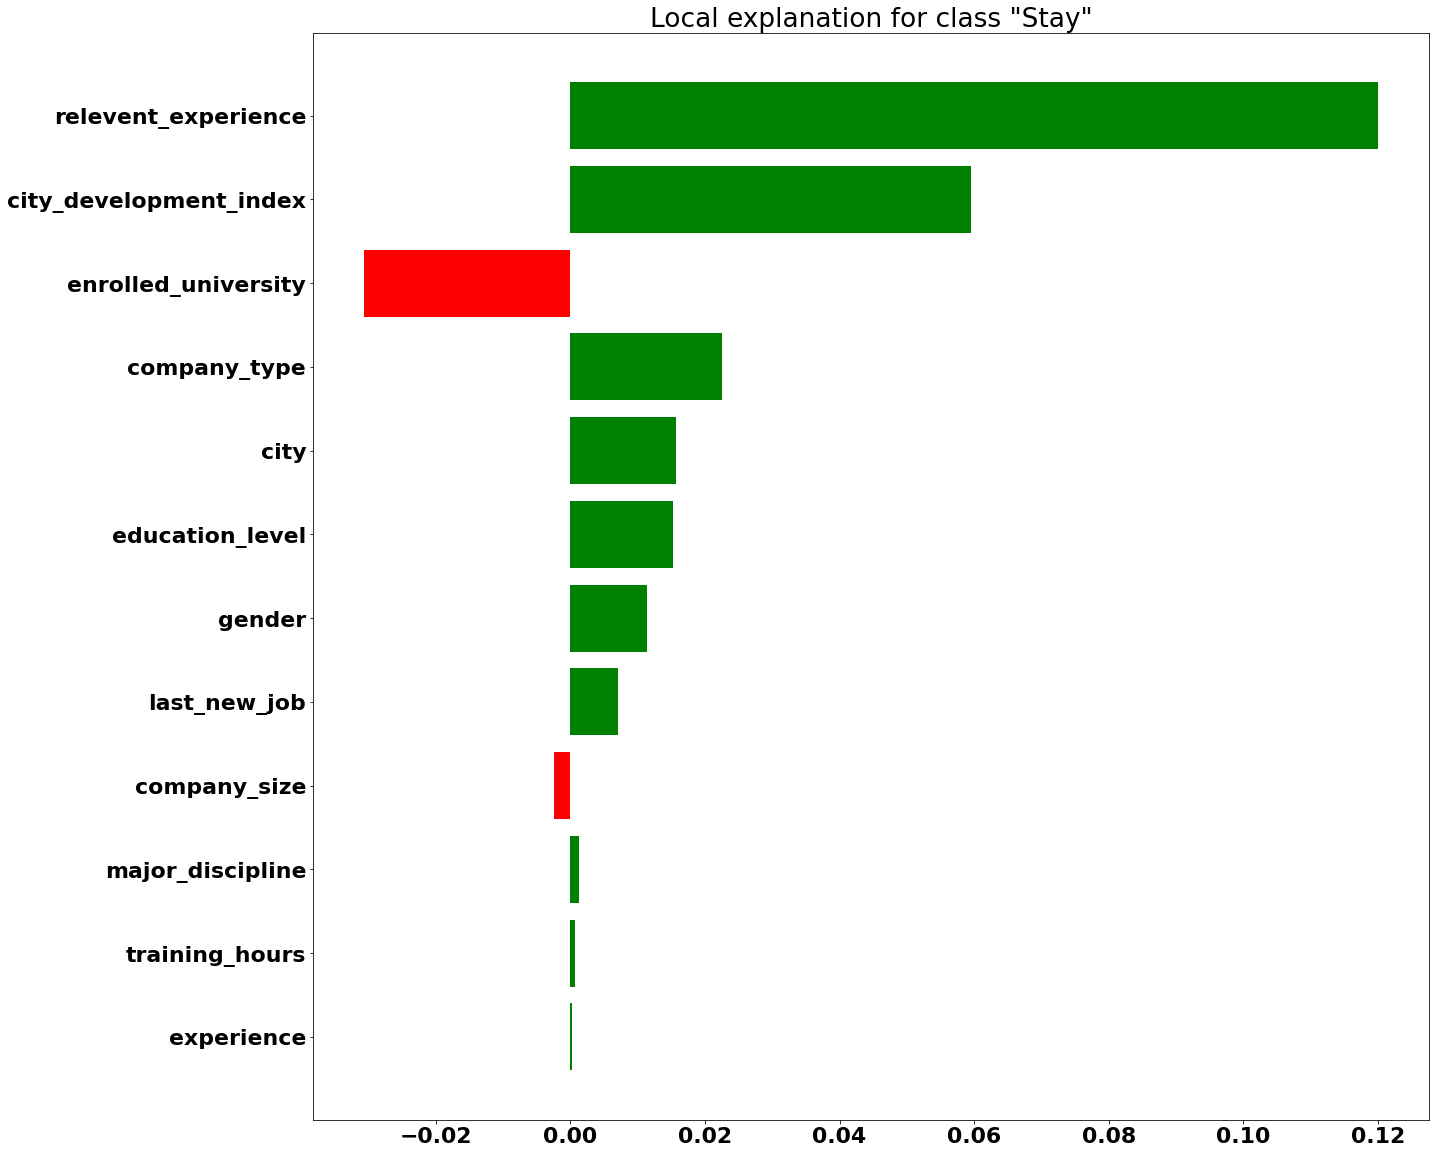 Local explanation for class "Stay"
relevent_experience
city_development_index
enrolled_university
company_type
city
education_level
gender
last_new_job
company_size
major_discipline
training_hours
experience
−0.02 0.00 0.02 0.04 0.06 0.08 0.10 0.12